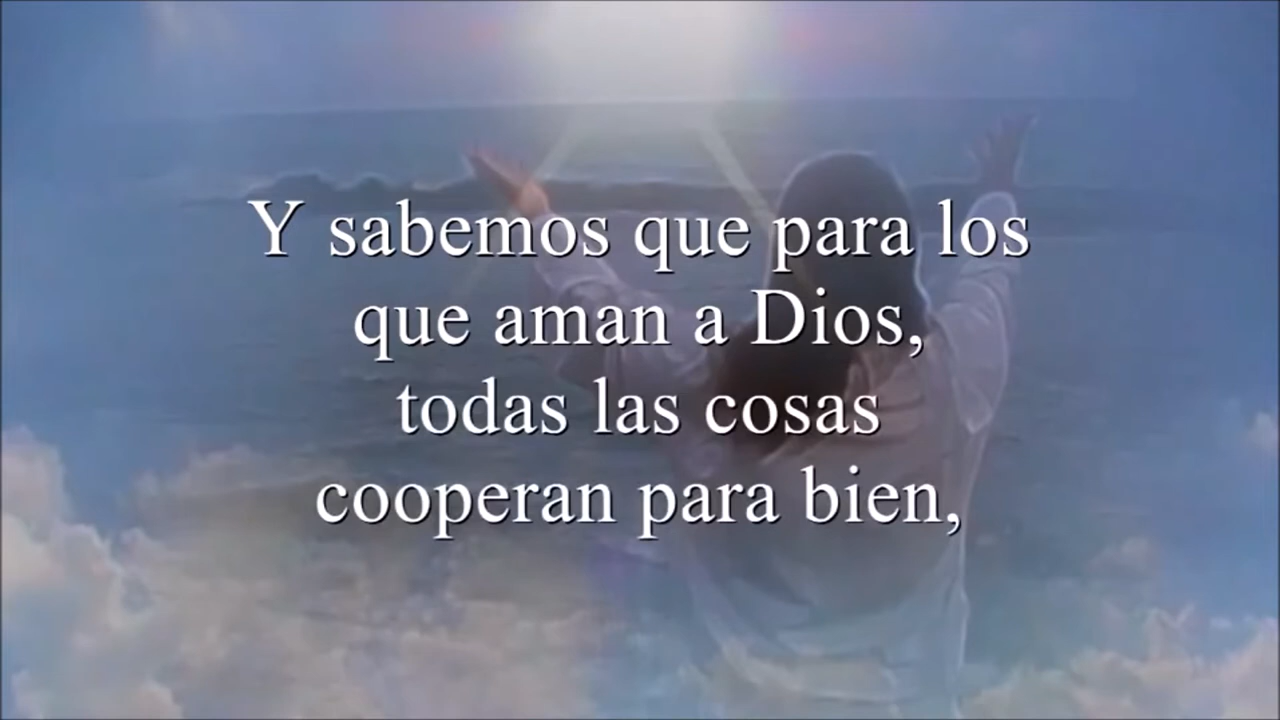 Y sabemos que para los
que aman a Dios,
todas las cosas
cooperan para bien,